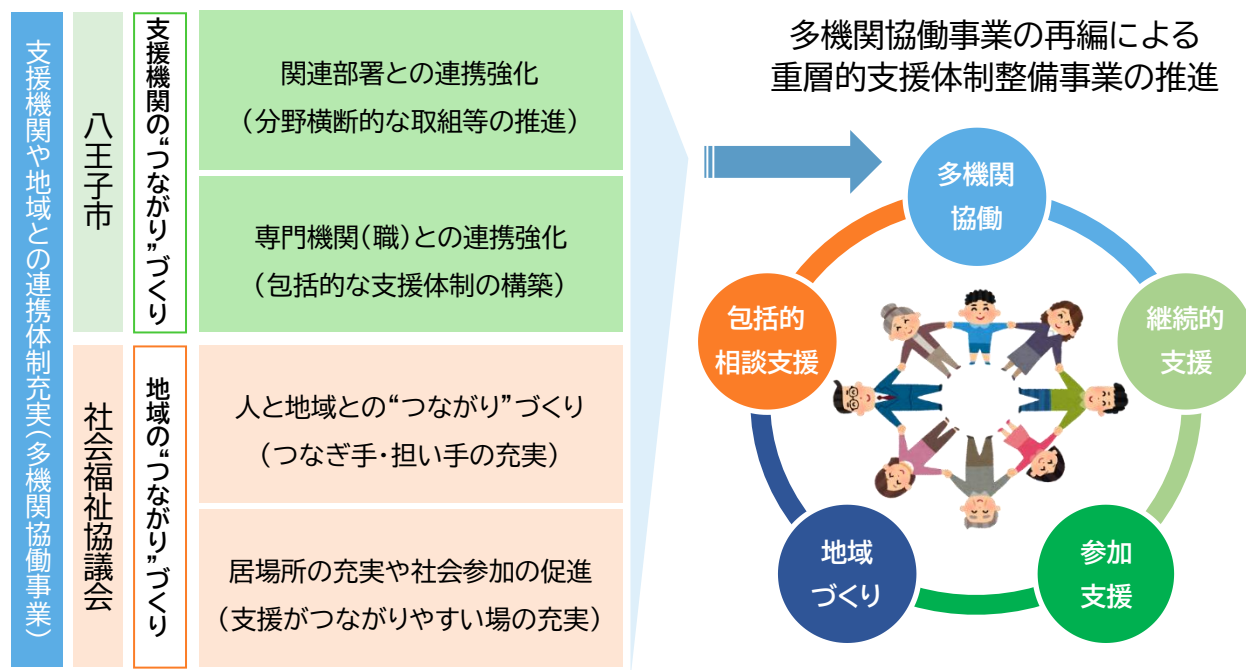 支援機関や地域との連携体制充実(多機関協働事業)
八王子市
支援機関の“つながり”づくり
関連部署との連携強化
(分野横断的な取組等の推進)
専門機関(職)との連携強化
(包括的な支援体制の構築)
社会福祉協議会
地域の“つながり”づくり
人と地域との“つながり”づくり
(つなぎ手・担い手の充実)
居場所の充実や社会参加の促進
(支援がつながりやすい場の充実)
多機関協働事業の再編による
重層的支援体制整備事業の推進
多機関
協働
包括的
相談支援
継続的
支援
地域
づくり
参加
支援